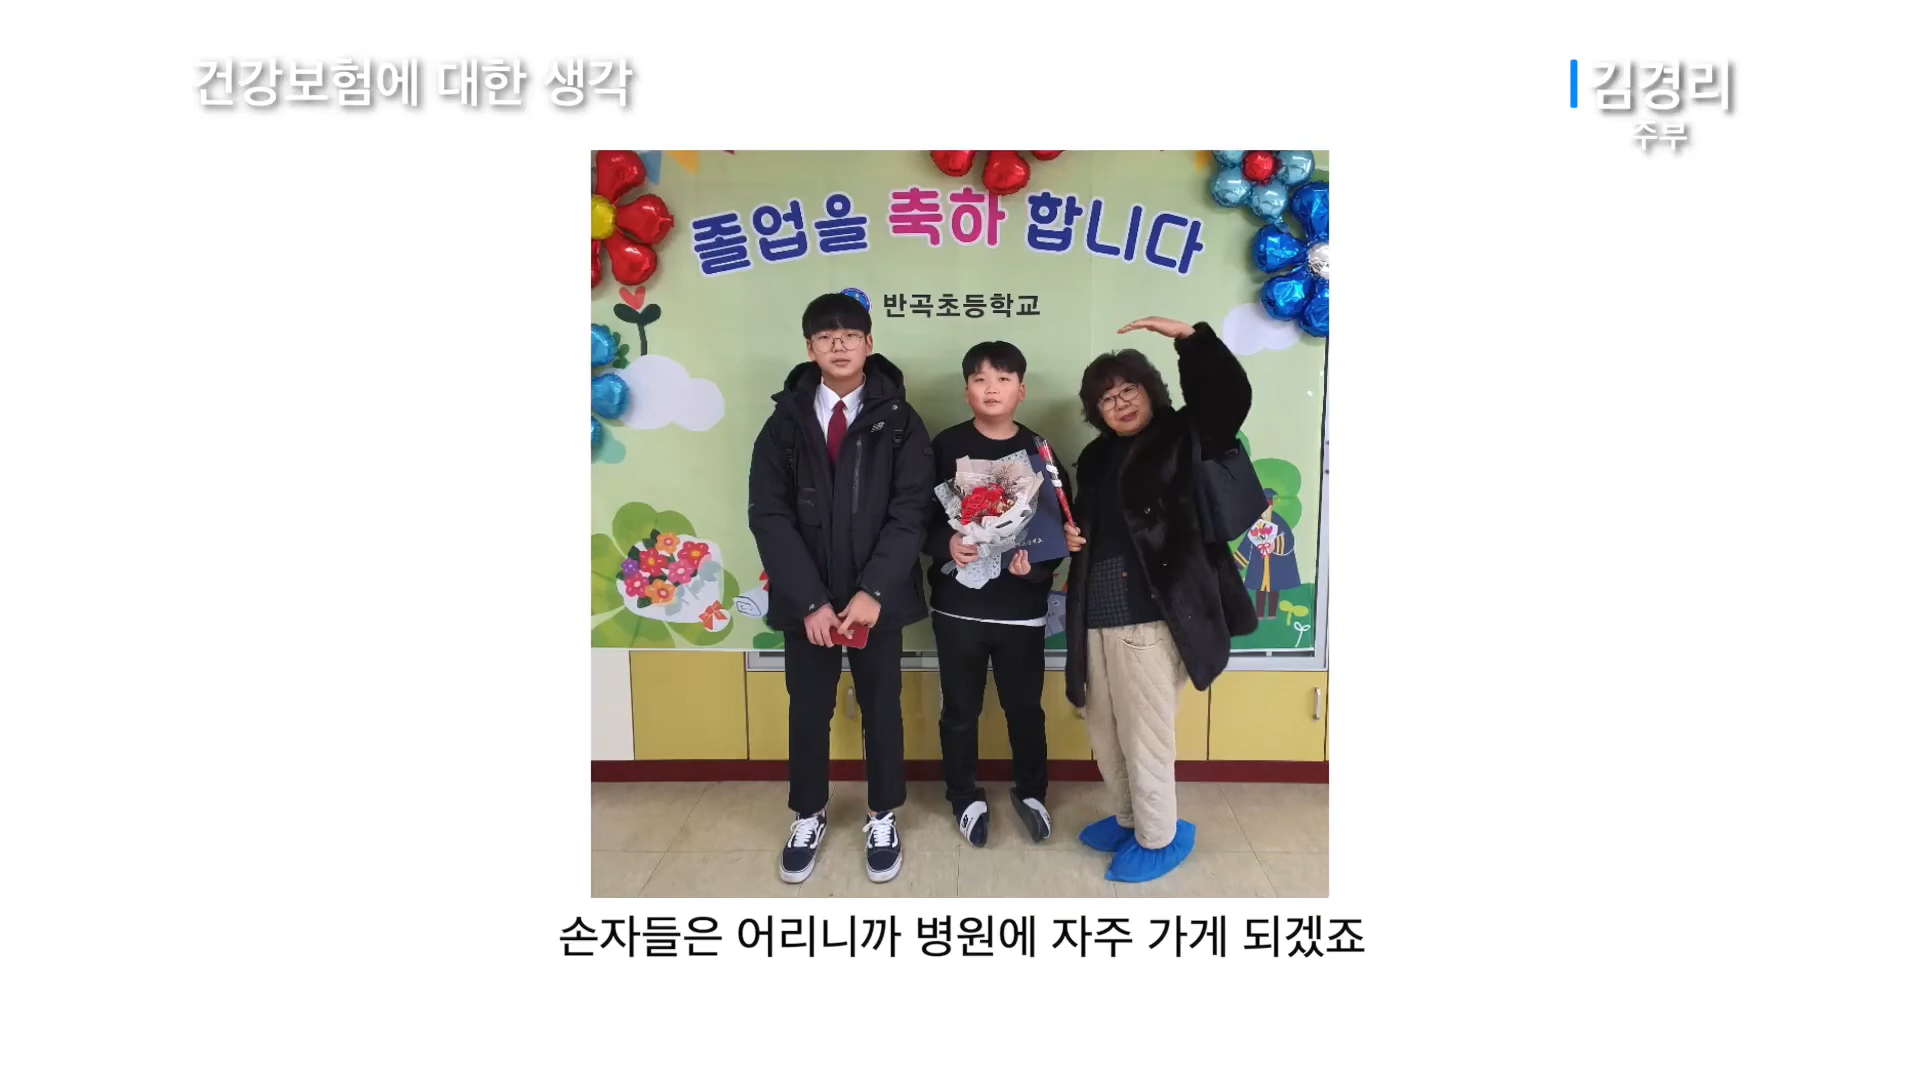 건강보험에 대한 생각
김경리
주부
졸업을 축하 합니다
반곡초등학교
손자들은 어리니까 병원에 자주 가게 되겠죠